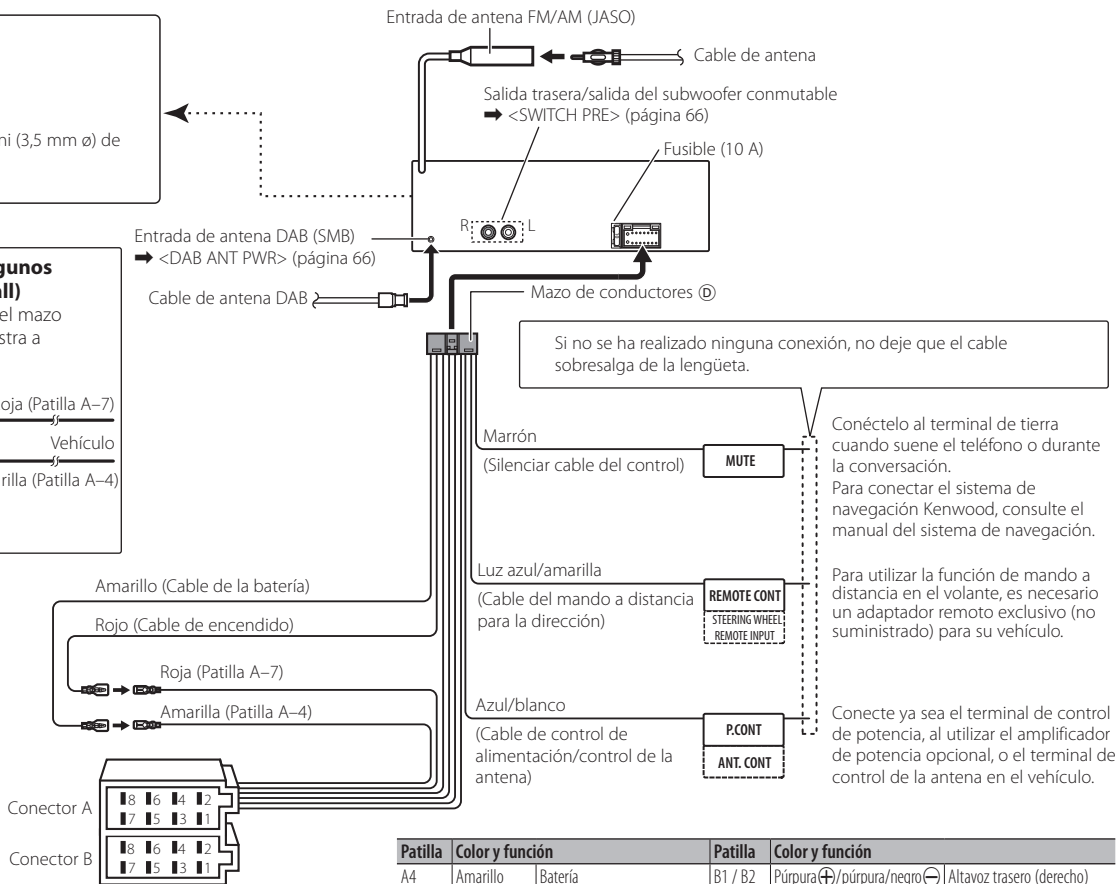 Entrada de antena FM/AM (JASO)
Cable de antena
Salida trasera/salida del subwoofer conmutable
➡ <SWITCH PRE> (página 66)
Fusible (10 A)
ni (3,5 mm ø) de
R
L
Entrada de antena DAB (SMB)
➡ <DAB ANT PWR> (página 66)
Cable de antena DAB
Mazo de conductores Ⓓ
el mazo
stra a
(Patilla A–7)
Vehículo
(Patilla A–4)
Si no se ha realizado ninguna conexión, no deje que el cable
sobresalga de la lengüeta.
Marrón
(Silenciar cable del control)
MUTE
Conéctelo al terminal de tierra
cuando suene el teléfono o durante
la conversación.
Para conectar el sistema de
navegación Kenwood, consulte el
manual del sistema de navegación.
Luz azul/amarilla
(Cable del mando a distancia
para la dirección)
REMOTE CONT
STEERING WHEEL
REMOTE INPUT
Para utilizar la función de mando a
distancia en el volante, es necesario
un adaptador remoto exclusivo (no
suministrado) para su vehículo.
Amarillo (Cable de la batería)
Rojo (Cable de encendido)
Roja (Patilla A–7)
Amarilla (Patilla A–4)
Azul/blanco
(Cable de control de
alimentación/control de la
antena)
P.CONT
ANT. CONT
Conecte ya sea el terminal de control
de potencia, al utilizar el amplificador
de potencia opcional, o el terminal de
control de la antena en el vehículo.
Conector A
8 6 4 2
7 5 3 1
Conector B
8 6 4 2
7 5 3 1
Patilla Color y función Patilla Color y función
A4 Amarillo Batería B1 / B2 Púrpura⊕/púrpura/negro⊖ Altavoz trasero (derecho)